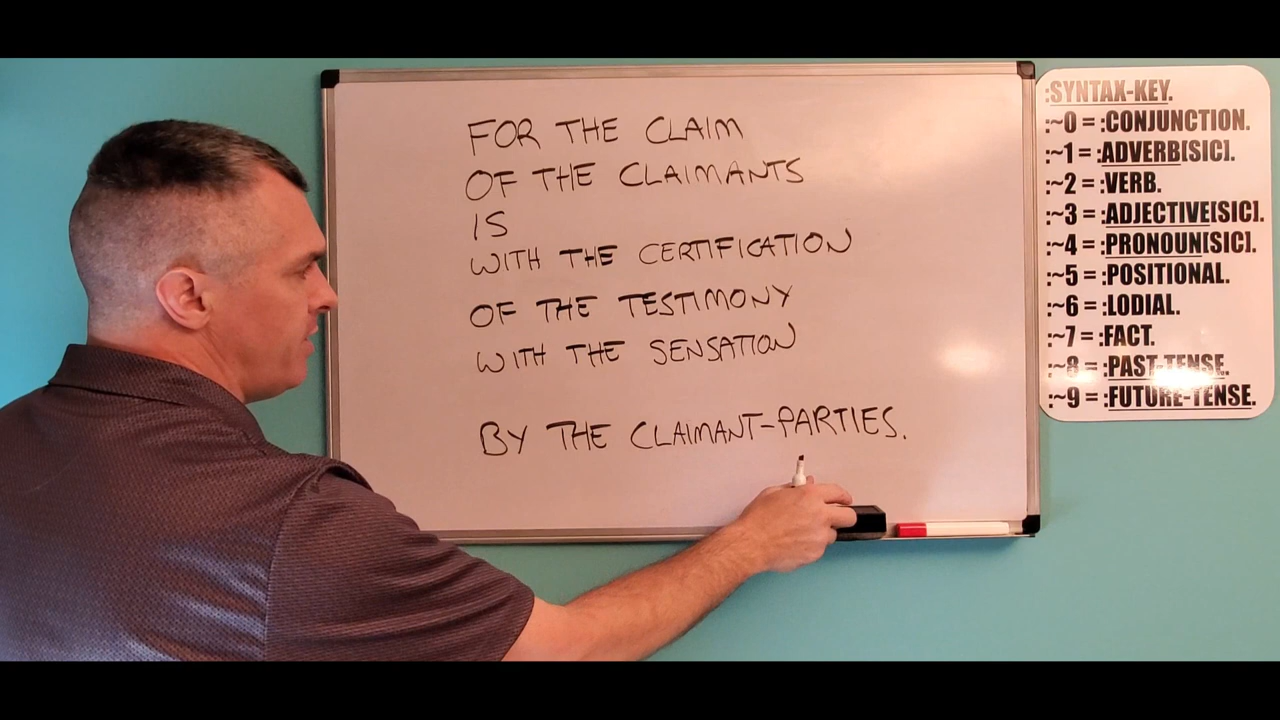 FOR THE CLAIM
OF THE CLAIMANTS
IS
WITH THE CERTIFICATION
OF THE TESTIMONY
WITH THE SENSATION
BY THE CLAIMANT-PARTIES.
:SYNTAX-KEY.
:~0 = :CONJUNCTION.
:~1 = :ADVERB[SIC].
:~2 = :VERB.
:~3 = :ADJECTIVE[SIC].
:~4 = :PRONOUN[SIC].
:~5 = :POSITIONAL.
:~6 = :LODIAL.
:~7 = :FACT.
:~8 = :PAST-TENSE.
:~9 = :FUTURE-TENSE.